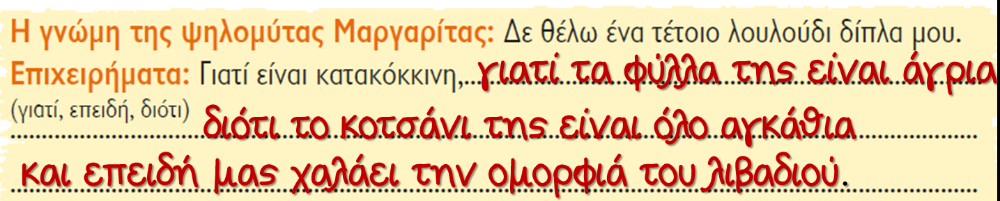 Η γνώμη της ψηλομύτας Μαργαρίτας: Δε θέλω ένα τέτοιο λουλούδι δίπλα μου.
Επιχειρήματα: Γιατί είναι κατακόκκινη, γιατί τα φύλλα της είναι άγρια
(γιατί, επειδή, διότι) διότι το κοτσάνι της είναι όλο αγκάθια
και επειδή μας χαλάει την ομορφιά του λιβαδιού.